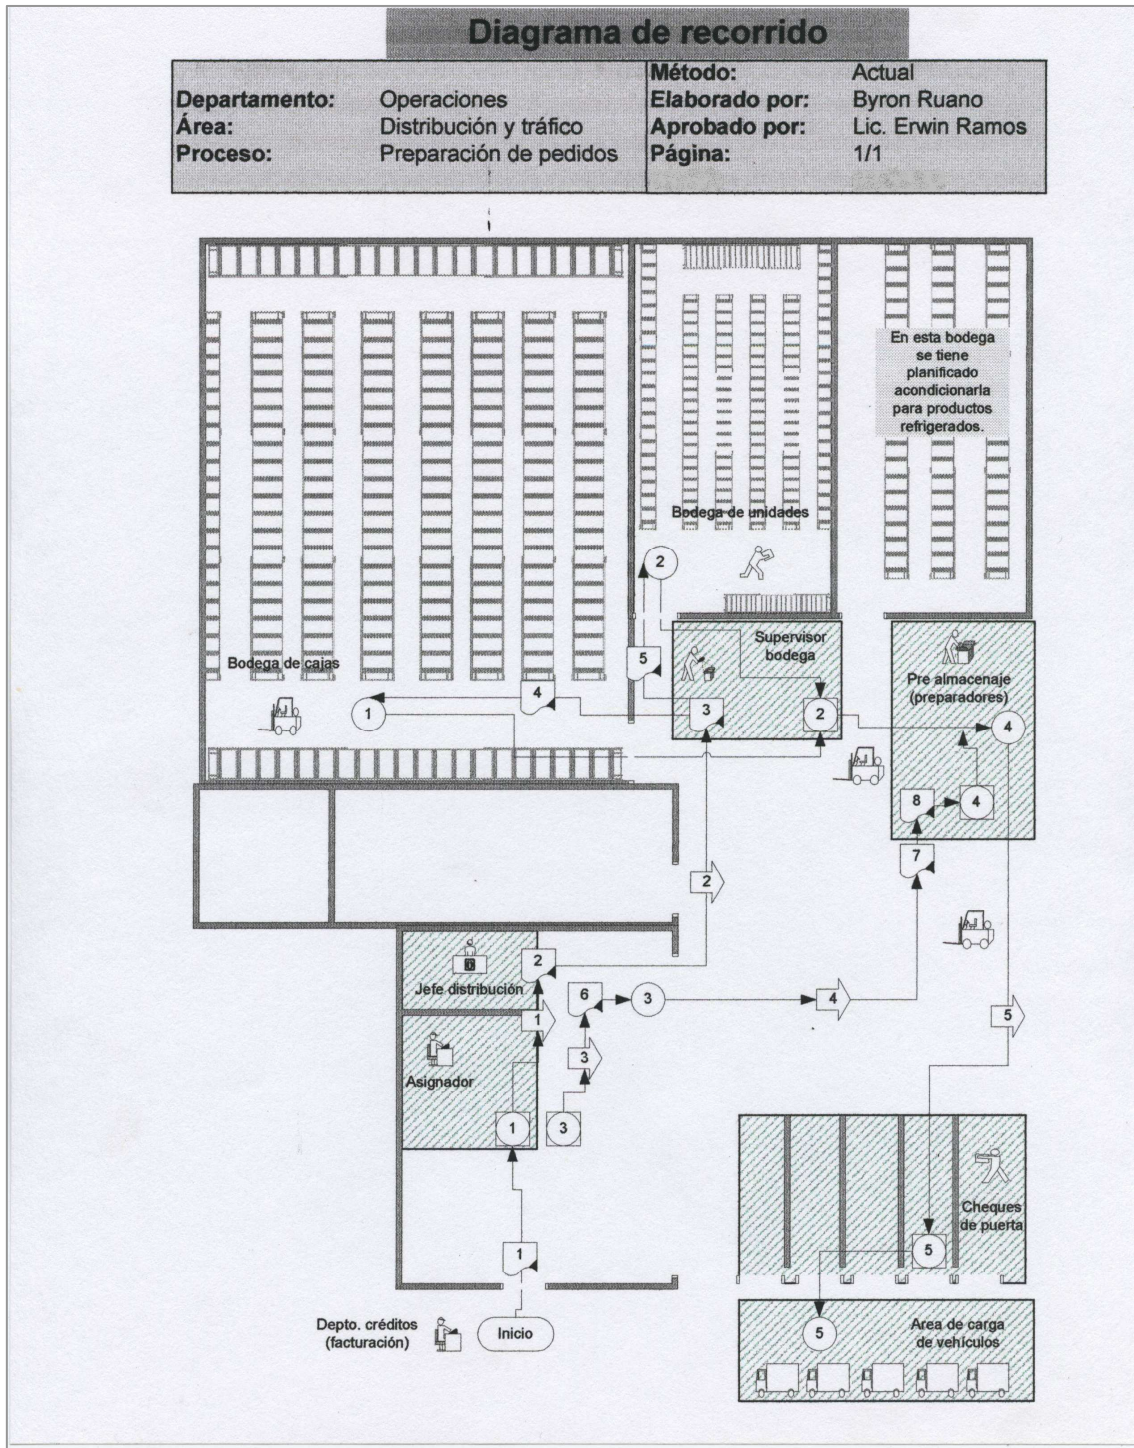 Diagrama de recorrido
Departamento: Operaciones
Área: Distribución y tráfico
Proceso: Preparación de pedidos
Método: Actual
Elaborado por: Byron Ruano
Aprobado por: Lic. Erwin Ramos
Página: 1/1
En esta bodega
se tiene
planificado
acondicionarla
para productos
refrigerados.
Bodega de unidades
2
Supervisor
bodega
5
Bodega de cajas
4
1
3
2
Pre almacenaje
(preparadores)
4
8
4
7
2
2
Jefe distribución
6
3
4
5
1
3
Asignador
1
3
Cheques
de puerta
5
1
Depto. créditos
(facturación)
Inicio
5
Area de carga
de vehículos